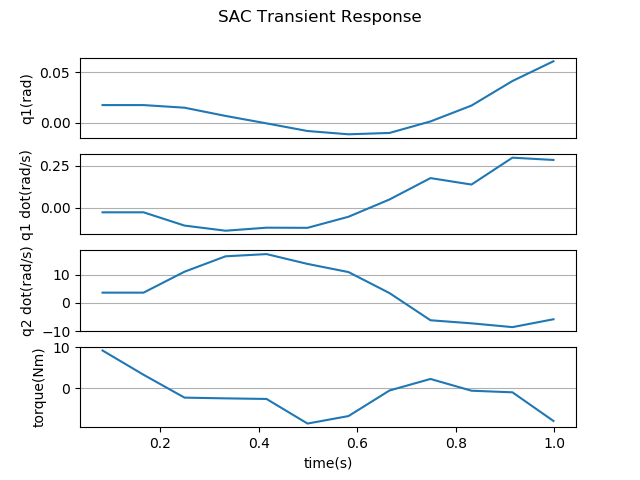 SAC Transient Response
0.05
0.00
q1(rad)
0.25
0.00
q1 dot(rad/s)
10
0
−10
q2 dot(rad/s)
10
0
torque(Nm)
0.2 0.4 0.6 0.8 1.0
time(s)